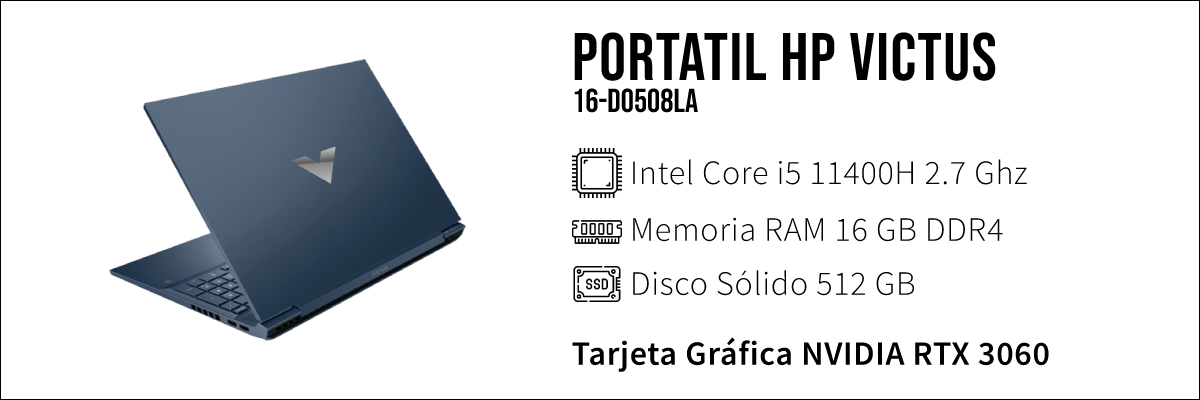 PORTATIL HP VICTUS
16-D0508LA
Intel Core i5 11400H 2.7 Ghz
Memoria RAM 16 GB DDR4
SSD Disco Sólido 512 GB
Tarjeta Gráfica NVIDIA RTX 3060